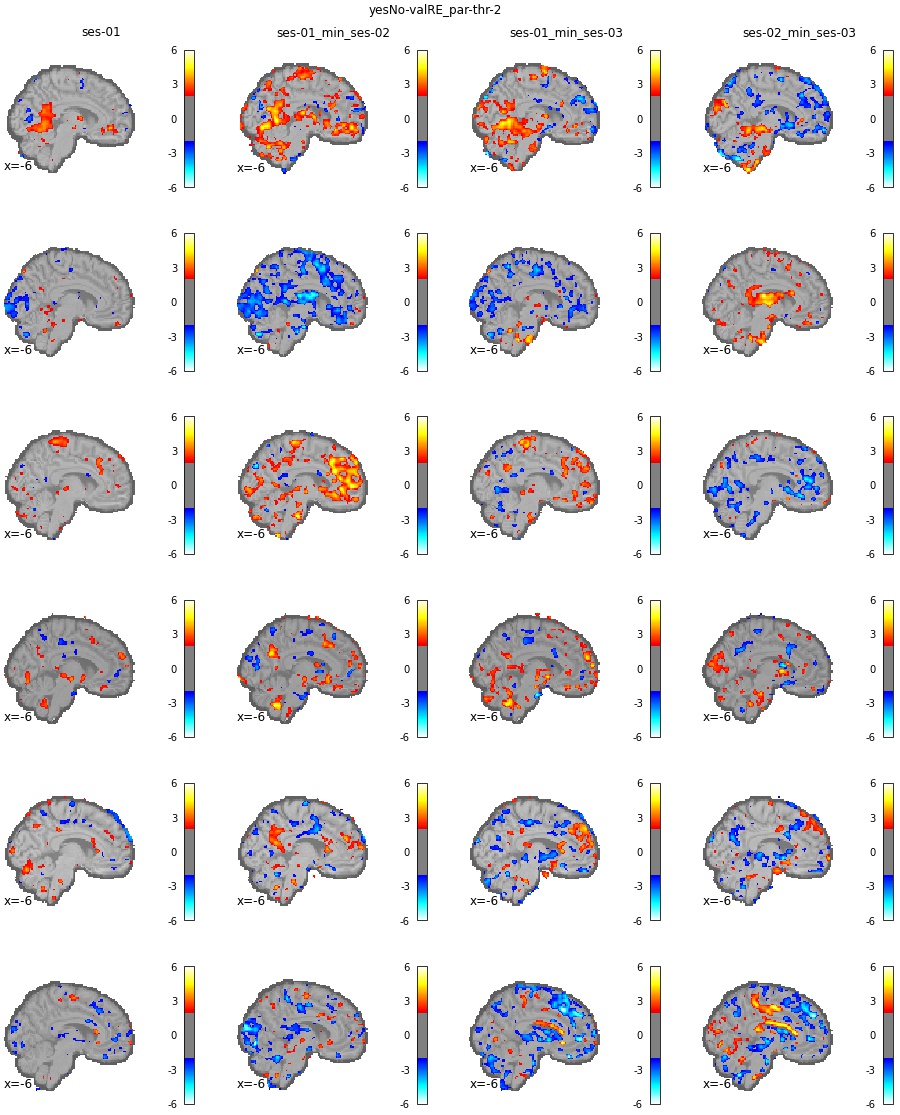 yesNo-valRE_par-thr-2
ses-01 ses-01_min_ses-02 ses-01_min_ses-03 ses-02_min_ses-03
6 6 6 6
3 3 3 3
0 0 0 0
-3 -3 -3 -3
x=-6 x=-6 x=-6 x=-6
-6 -6 -6 -6
6 6 6 6
3 3 3 3
0 0 0 0
-3 -3 -3 -3
x=-6 x=-6 x=-6 x=-6
-6 -6 -6 -6
6 6 6 6
3 3 3 3
0 0 0 0
-3 -3 -3 -3
x=-6 x=-6 x=-6 x=-6
-6 -6 -6 -6
6 6 6 6
3 3 3 3
0 0 0 0
-3 -3 -3 -3
x=-6 x=-6 x=-6 x=-6
-6 -6 -6 -6
6 6 6 6
3 3 3 3
0 0 0 0
-3 -3 -3 -3
x=-6 x=-6 x=-6 x=-6
-6 -6 -6 -6
6 6 6 6
3 3 3 3
0 0 0 0
-3 -3 -3 -3
x=-6 x=-6 x=-6 x=-6
-6 -6 -6 -6